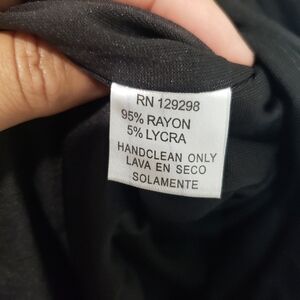 RN 129298
95% RAYON
5% LYCRA
HANDCLEAN ONLY
LAVA EN SECO
SOLAMENTE